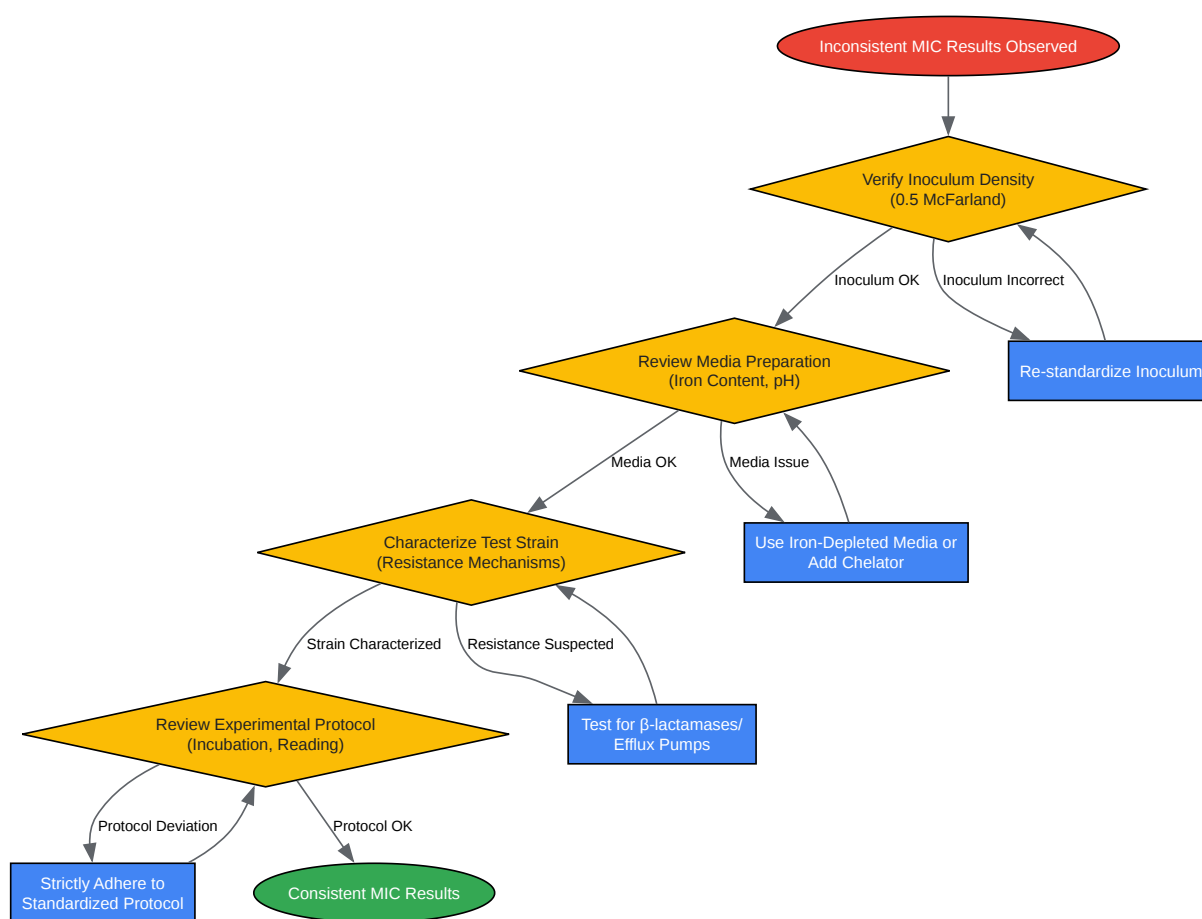 Inconsistent MIC Results Observed
Verify Inoculum Density
(0.5 McFarland)
Inoculum OK
Inoculum Incorrect
Review Media Preparation
(Iron Content, pH)
Re-standardize Inoculum
Media OK
Media Issue
Characterize Test Strain
(Resistance Mechanisms)
Use Iron-Depleted Media or
Add Chelator
Strain Characterized
Resistance Suspected
Review Experimental Protocol
(Incubation, Reading)
Test for β-lactamases/
Efflux Pumps
Protocol Deviation
Protocol OK
Strictly Adhere to
Standardized Protocol
Consistent MIC Results